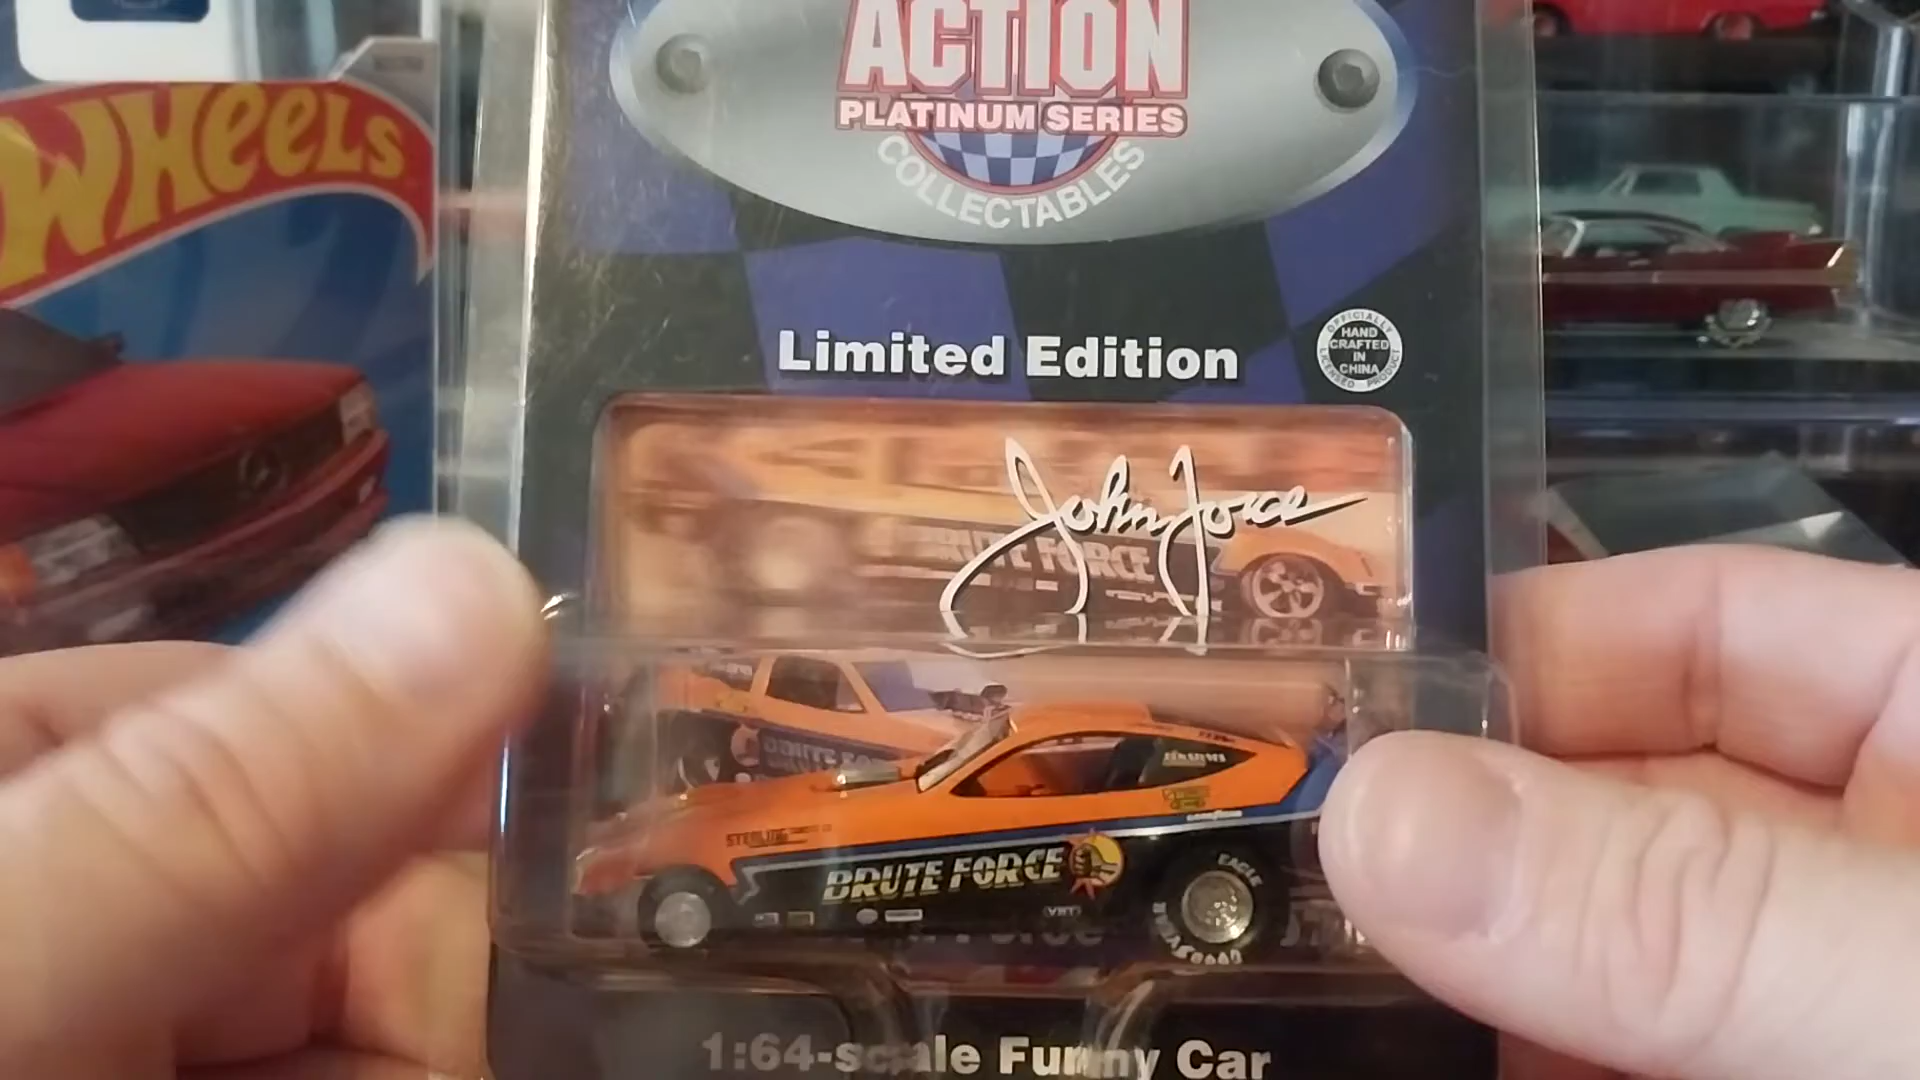 WHEELS
ACTION
PLATINUM SERIES
COLLECTABLES
Limited Edition
OFFICIALLY
HAND
CRAFTED
IN
CHINA
LICENSED PRODUCT
John Force
BRUTE FORCE
STERLING
BRUTE FORCE
EAGLE
GOODYEAR
1:64-scale Funny Car